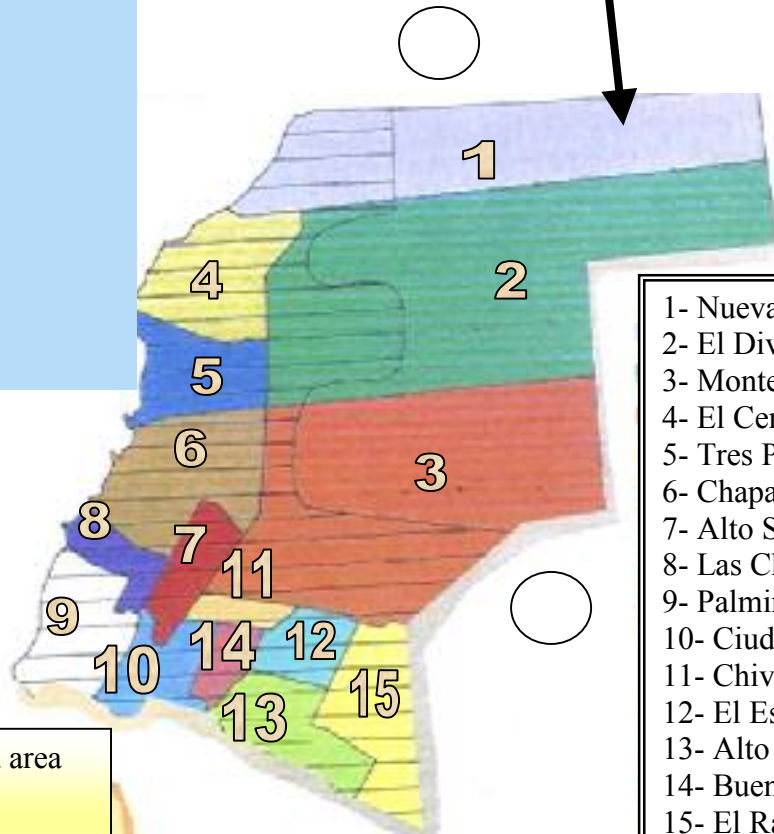 1
4
2
5
6
3
8
7
11
9
14
12
10
15
13
1- Nueva
2- El Div
3- Monte
4- El Cer
5- Tres P
6- Chapa
7- Alto S
8- Las Cl
9- Palmir
10- Ciud
11- Chiv
12- El Es
13- Alto
14- Buen
15- El Ra
area